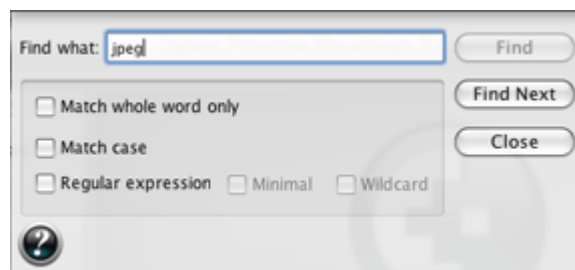 Find what: jpeg Find
Find Next
Match whole word only
Match case Close
Regular expression Minimal Wildcard
?